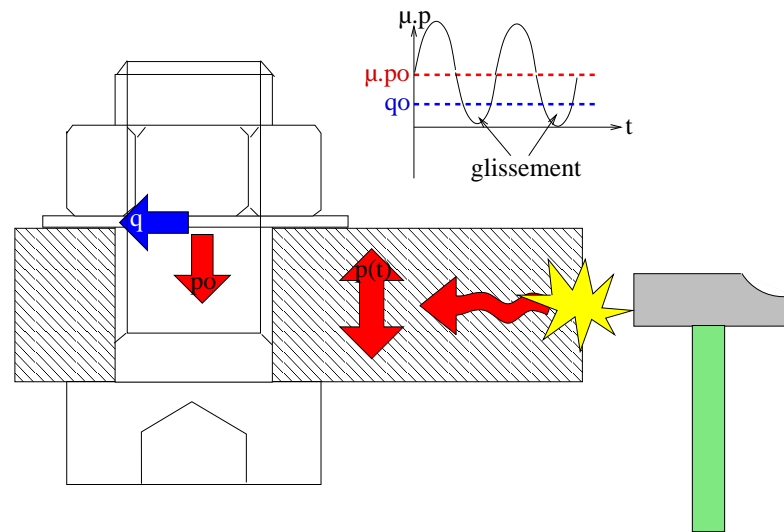 μ.p
μ.po
qo
t
glissement
q
po
p(t)